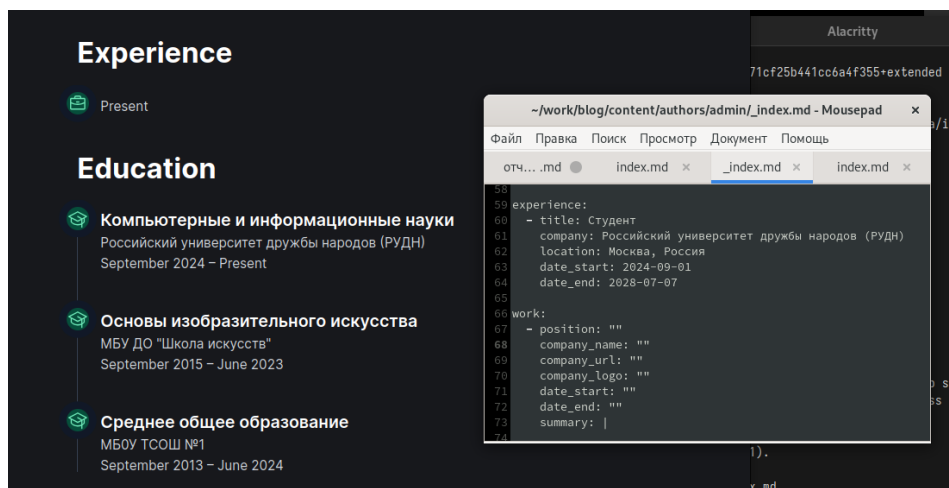 Experience
Present
Education
Компьютерные и информационные науки
Российский университет дружбы народов (РУДН)
September 2024 – Present
Основы изобразительного искусства
МБУ ДО "Школа искусств"
September 2015 – June 2023
Среднее общее образование
МБОУ ТСОШ №1
September 2013 – June 2024
Alacritty
71cf25b441cc6a4f355+extended
a/i
~/work/blog/content/authors/admin/_index.md - Mousepad ×
Файл Правка Поиск Просмотр Документ Помощь
отч... .md index.md × _index.md × index.md ×
58
59 experience:
60 - title: Студент
61 company: Российский университет дружбы народов (РУДН)
62 location: Москва, Россия
63 date_start: 2024-09-01
64 date_end: 2028-07-07
65
66 work:
67 - position: ""
68 company_name: ""
69 company_url: ""
70 company_logo: ""
71 date_start: ""
72 date_end: ""
73 summary: |
74
ss
1).